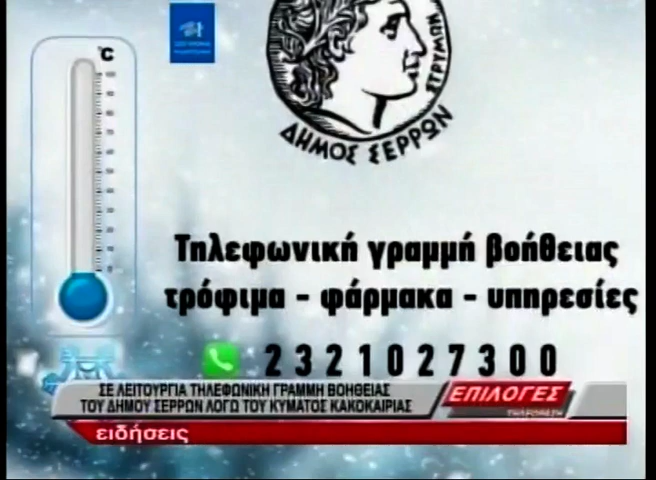 °C
ΣΤΡΥΜΩΝ
ΔΗΜΟΣ ΣΕΡΡΩΝ
Τηλεφωνική γραμμή βοήθειας
τρόφιμα - φάρμακα - υπηρεσίες
2321027300
ΣΕ ΛΕΙΤΟΥΡΓΙΑ ΤΗΛΕΦΩΝΙΚΗ ΓΡΑΜΜΗ ΒΟΗΘΕΙΑΣ
ΤΟΥ ΔΗΜΟΥ ΣΕΡΡΩΝ ΛΟΓΩ ΤΟΥ ΚΥΜΑΤΟΣ ΚΑΚΟΚΑΙΡΙΑΣ
ΕΠΙΛΟΓΕΣ
ΤΗΛΕΟΡΑΣΗ
ειδήσεις